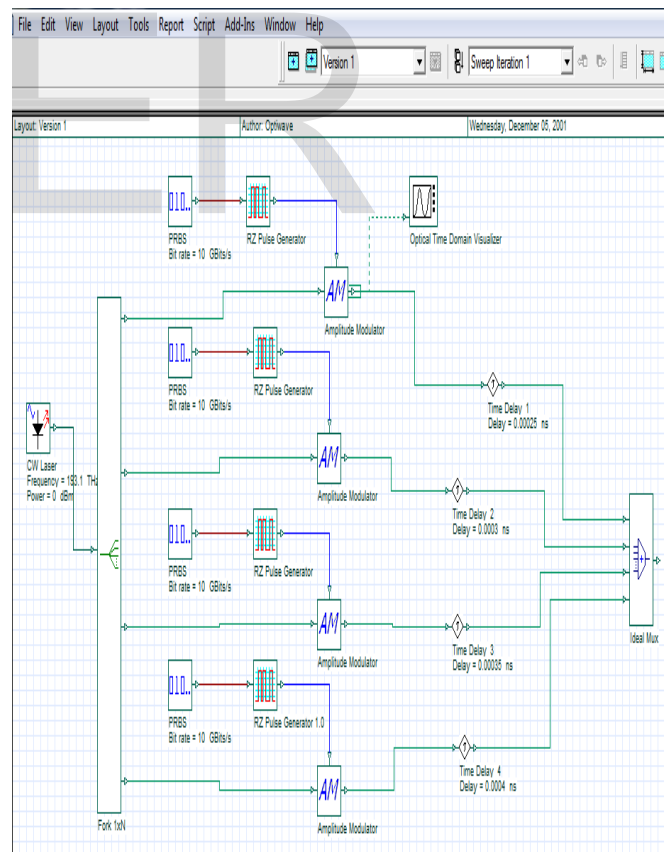 File Edit View Layout Tools Report Script Add-Ins Window Help
Version 1 Sweep Iteration 1
Layout: Version 1 Author: Optiwave Wednesday, December 05, 2001
ER
PRBS
Bit rate = 10 GBits/s
RZ Pulse Generator
Optical Time Domain Visualizer
AM
Amplitude Modulator
PRBS
Bit rate = 10 GBits/s
RZ Pulse Generator
Time Delay 1
Delay = 0.00025 ns
CW Laser
Frequency = 193.1 THz
Power = 0 dBm
AM
Amplitude Modulator
Time Delay 2
Delay = 0.0003 ns
PRBS
Bit rate = 10 GBits/s
RZ Pulse Generator
AM
Amplitude Modulator
Time Delay 3
Delay = 0.00035 ns
Ideal Mux
PRBS
Bit rate = 10 GBits/s
RZ Pulse Generator 1.0
Time Delay 4
Delay = 0.0004 ns
AM
Amplitude Modulator
Fork 1xN